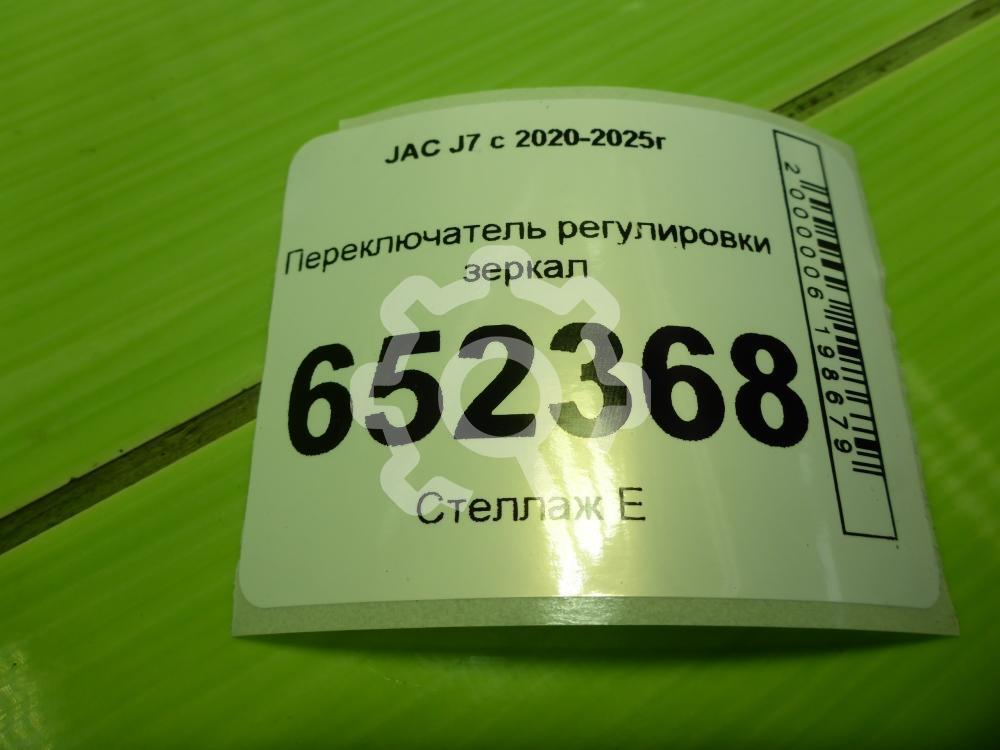 JAC J7 с 2020-2025г
Переключатель регулировки
зеркал
652368
Стеллаж Е
2000006198679